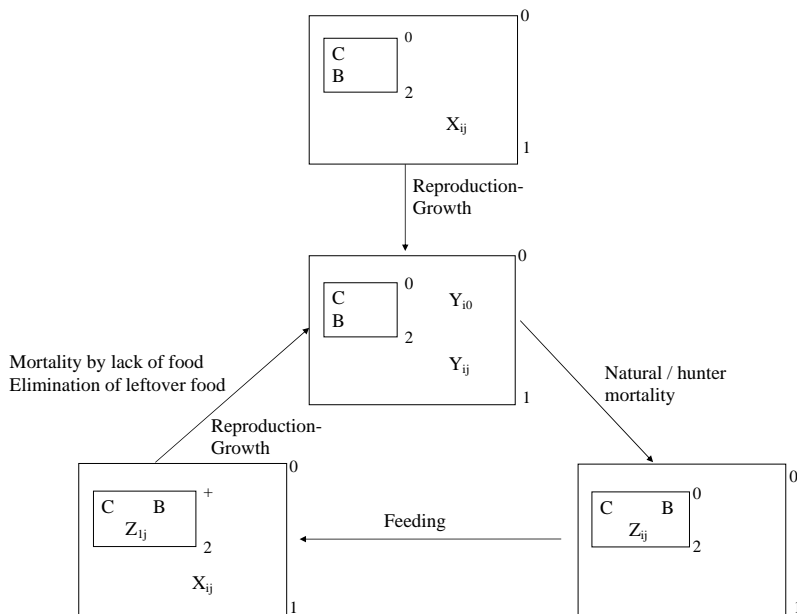 0
C
0
B
2
X_ij
1
Reproduction-
Growth
0
C
0
Y_i0
B
2
Y_ij
1
Mortality by lack of food
Elimination of leftover food
Reproduction-
Growth
Natural / hunter
mortality
0
C B
+
Z_1j
2
X_ij
1
Feeding
0
C B
0
Z_ij
2
1